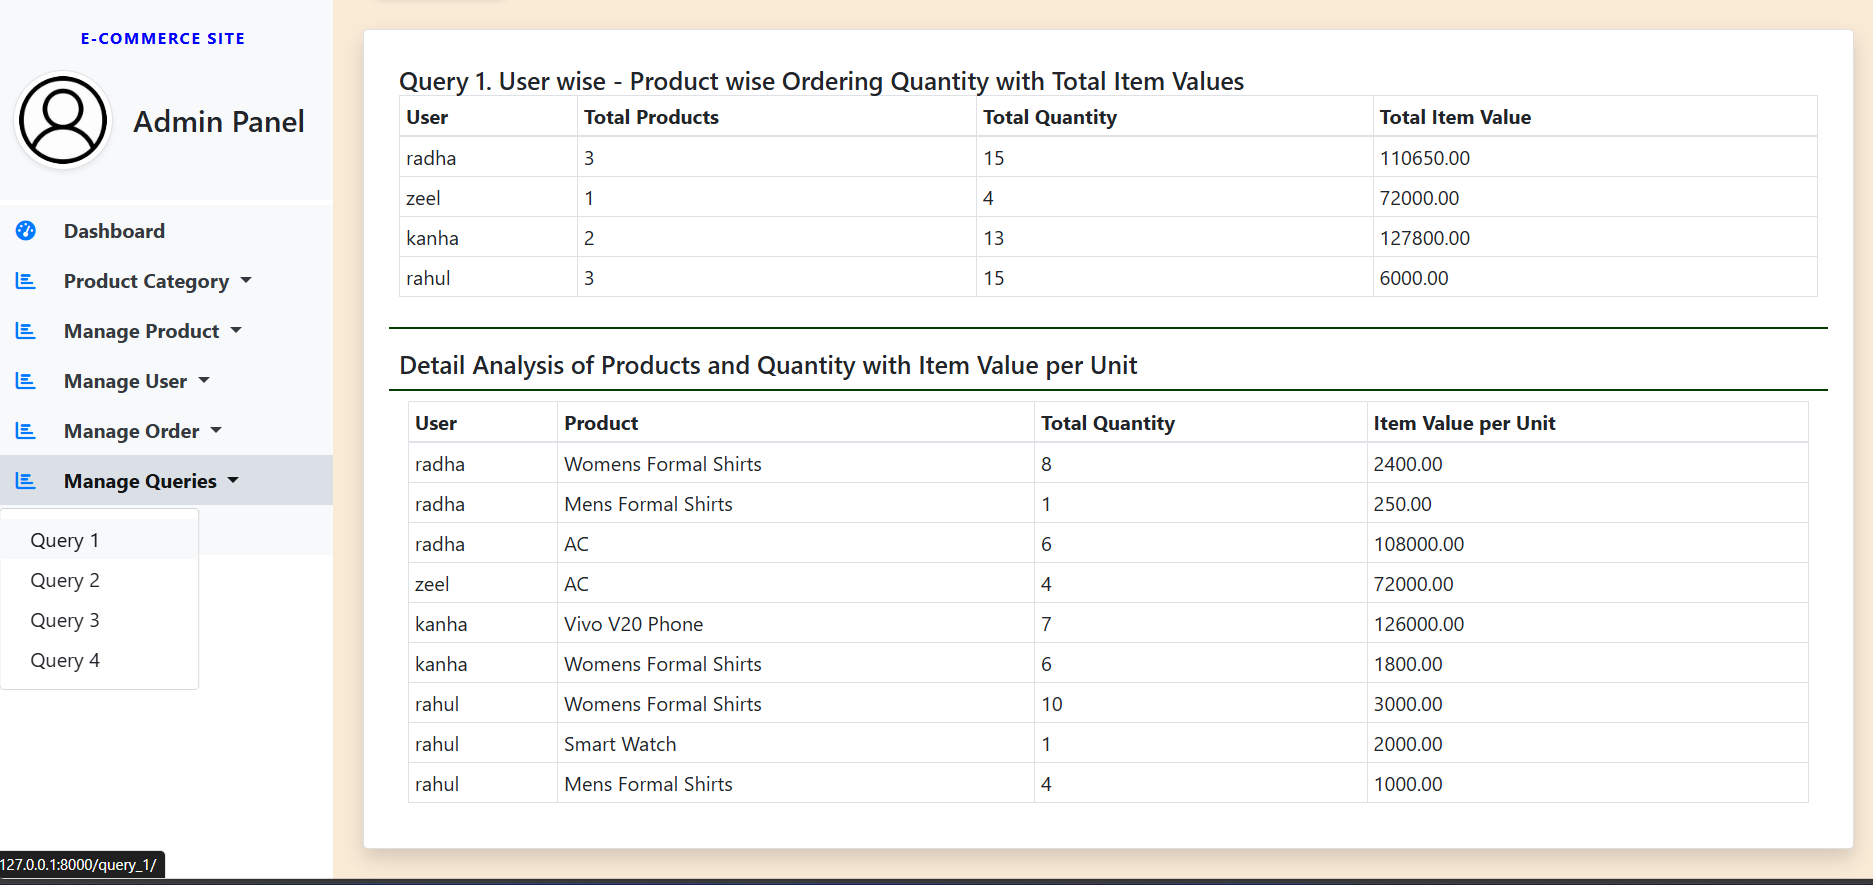 E-COMMERCE SITE
Admin Panel
Dashboard
Product Category
Manage Product
Manage User
Manage Order
Manage Queries
Query 1
Query 2
Query 3
Query 4
127.0.0.1:8000/query_1/
Query 1. User wise - Product wise Ordering Quantity with Total Item Values
User Total Products Total Quantity Total Item Value
radha 3 15 110650.00
zeel 1 4 72000.00
kanha 2 13 127800.00
rahul 3 15 6000.00
Detail Analysis of Products and Quantity with Item Value per Unit
User Product Total Quantity Item Value per Unit
radha Womens Formal Shirts 8 2400.00
radha Mens Formal Shirts 1 250.00
radha AC 6 108000.00
zeel AC 4 72000.00
kanha Vivo V20 Phone 7 126000.00
kanha Womens Formal Shirts 6 1800.00
rahul Womens Formal Shirts 10 3000.00
rahul Smart Watch 1 2000.00
rahul Mens Formal Shirts 4 1000.00